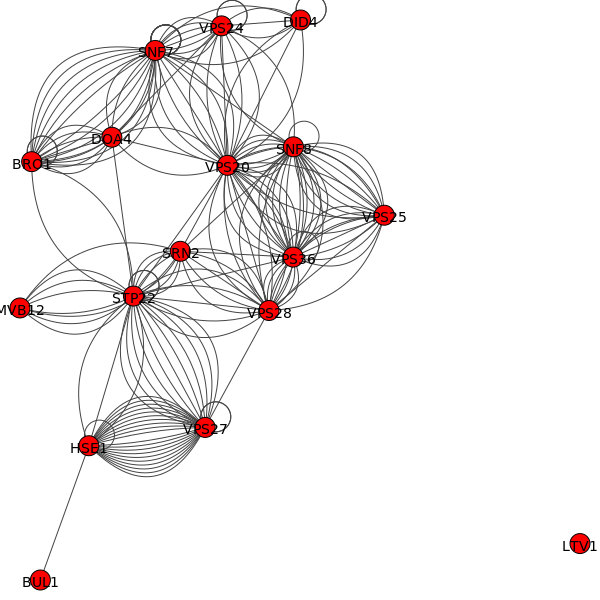 DID4
VPS24
SNF7
DOA4
SNF8
BRO1
VPS20
VPS25
SRN2
VPS36
STP22
MVB12
VPS28
VPS27
HSE1
LTV1
BUL1